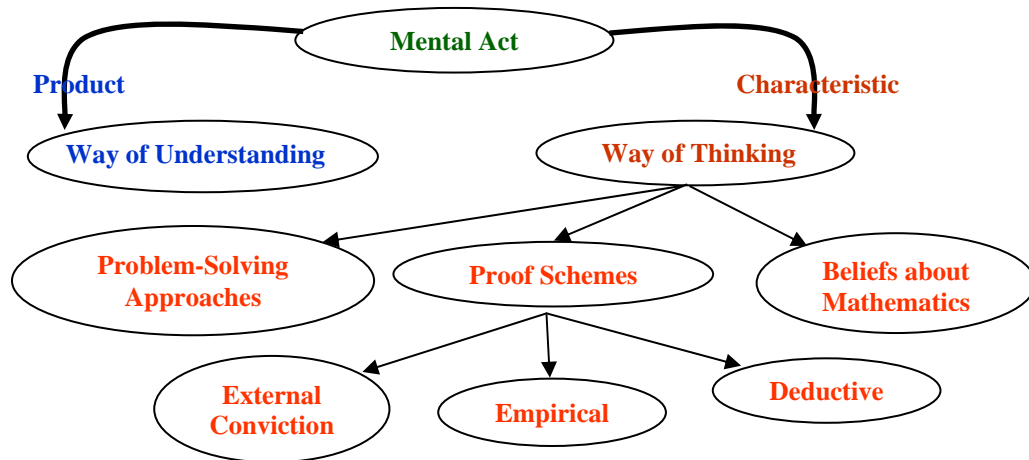 Mental Act
Product
Characteristic
Way of Understanding
Way of Thinking
Problem-Solving
Approaches
Proof Schemes
Beliefs about
Mathematics
External
Conviction
Empirical
Deductive